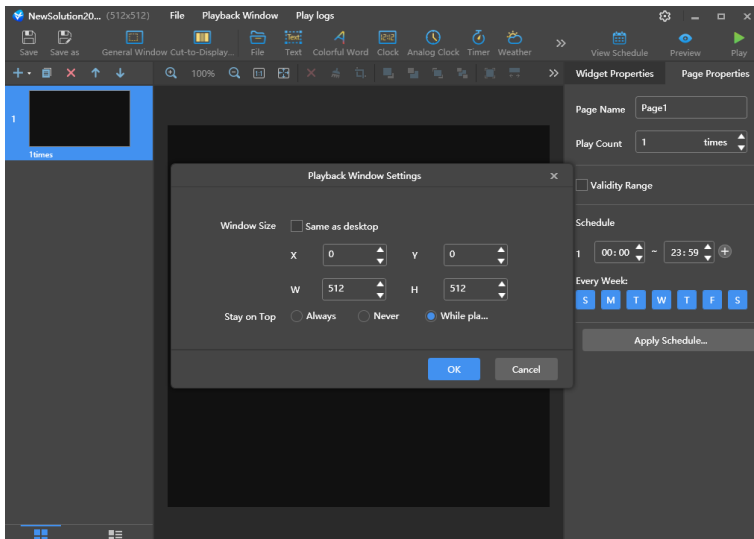 NewSolution20... (512x512) File Playback Window Play logs
Save Save as General Window Cut-to-Display... File Text Colorful Word Clock Analog Clock Timer Weather View Schedule Preview Play
100% 1:1 Widget Properties Page Properties
1
1times
Page Name Page1
Play Count 1 times
Validity Range
Schedule
1 00:00 ~ 23:59
Every Week:
S M T W T F S
Apply Schedule...
Playback Window Settings
Window Size Same as desktop
X 0 Y 0
W 512 H 512
Stay on Top Always Never While pla...
OK Cancel